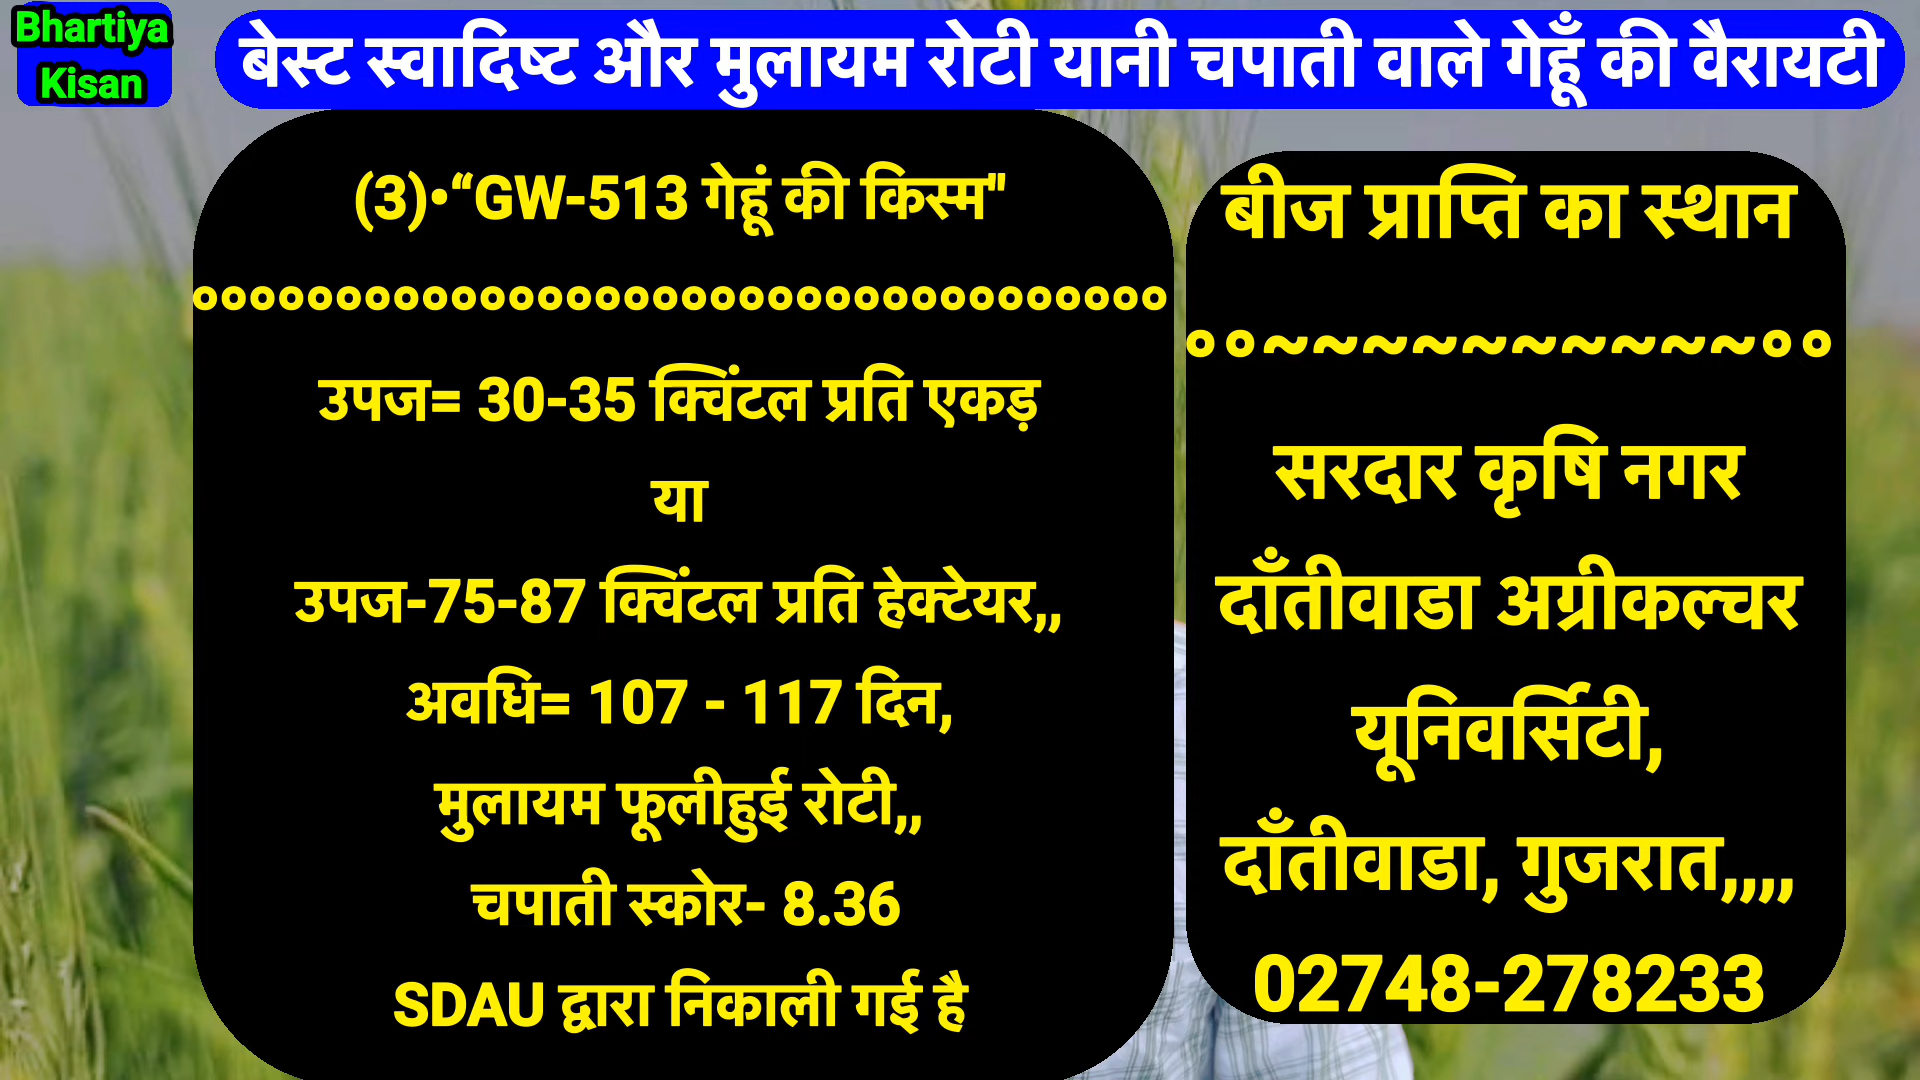 Bhartiya
Kisan
बेस्ट स्वादिष्ट और मुलायम रोटी यानी चपाती वाले गेहूँ की वैरायटी
(3)•“GW-513 गेहूं की किस्म"
°°°°°°°°°°°°°°°°°°°°°°°°°°°°°°°°°°
उपज= 30-35 क्विंटल प्रति एकड़
या
उपज-75-87 क्विंटल प्रति हेक्टेयर,,
अवधि= 107 - 117 दिन,
मुलायम फूलीहुई रोटी,,
चपाती स्कोर- 8.36
SDAU द्वारा निकाली गई है
बीज प्राप्ति का स्थान
°°~~~~~~~~~~°°
सरदार कृषि नगर
दाँतीवाडा अग्रीकल्चर
यूनिवर्सिटी,
दाँतीवाडा, गुजरात,,,,
02748-278233